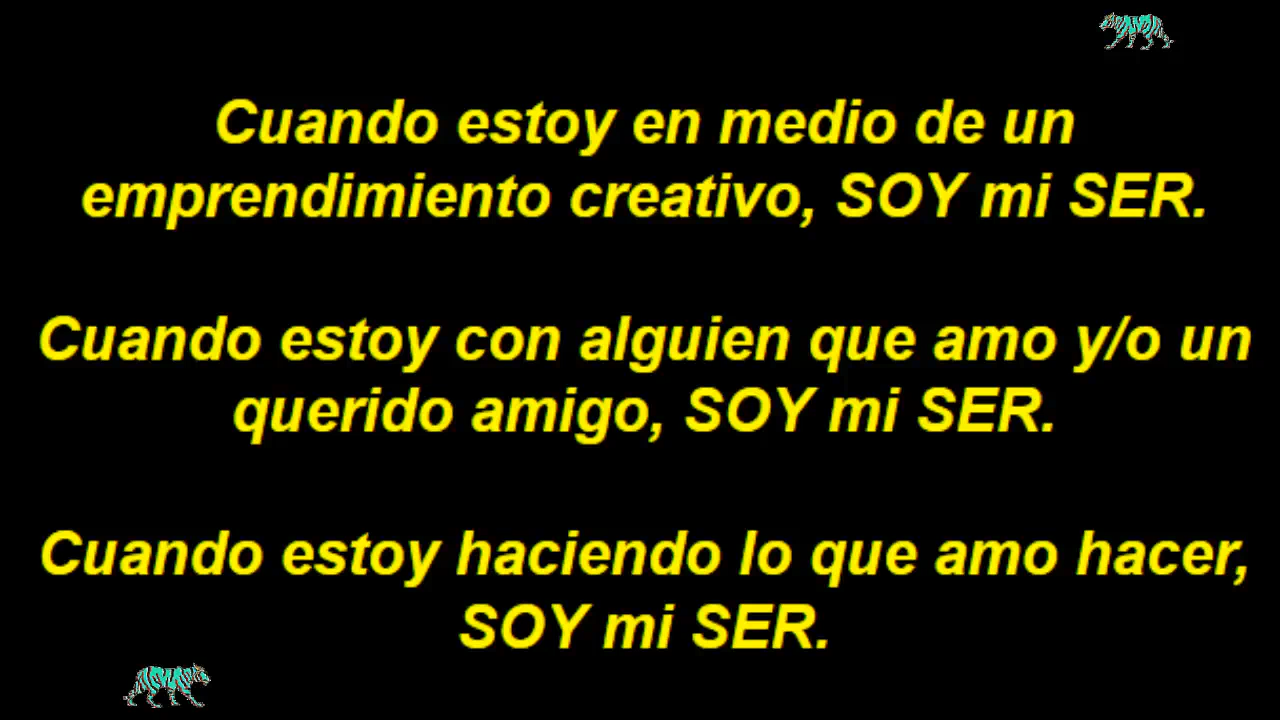 Cuando estoy en medio de un
emprendimiento creativo, SOY mi SER.
Cuando estoy con alguien que amo y/o un
querido amigo, SOY mi SER.
Cuando estoy haciendo lo que amo hacer,
SOY mi SER.